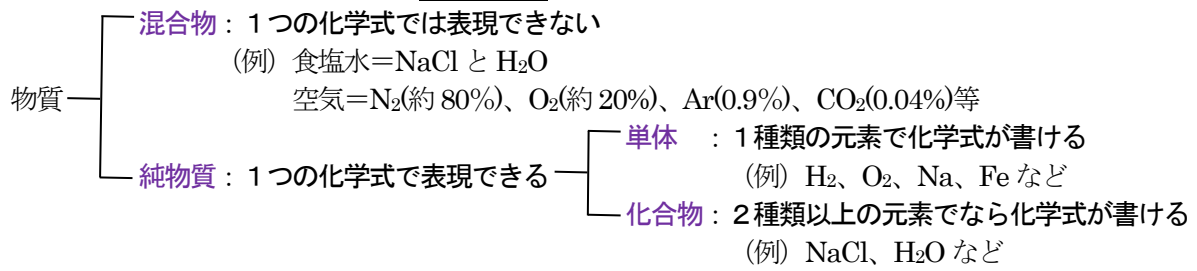 混合物：１つの化学式では表現できない
（例）食塩水＝NaCl と H₂O
物質
空気＝N₂(約 80%)、O₂(約 20%)、Ar(0.9%)、CO₂(0.04%)等
単体　：１種類の元素で化学式が書ける
純物質：１つの化学式で表現できる
（例）H₂、O₂、Na、Fe など
化合物：２種類以上の元素でなら化学式が書ける
（例）NaCl、H₂O など